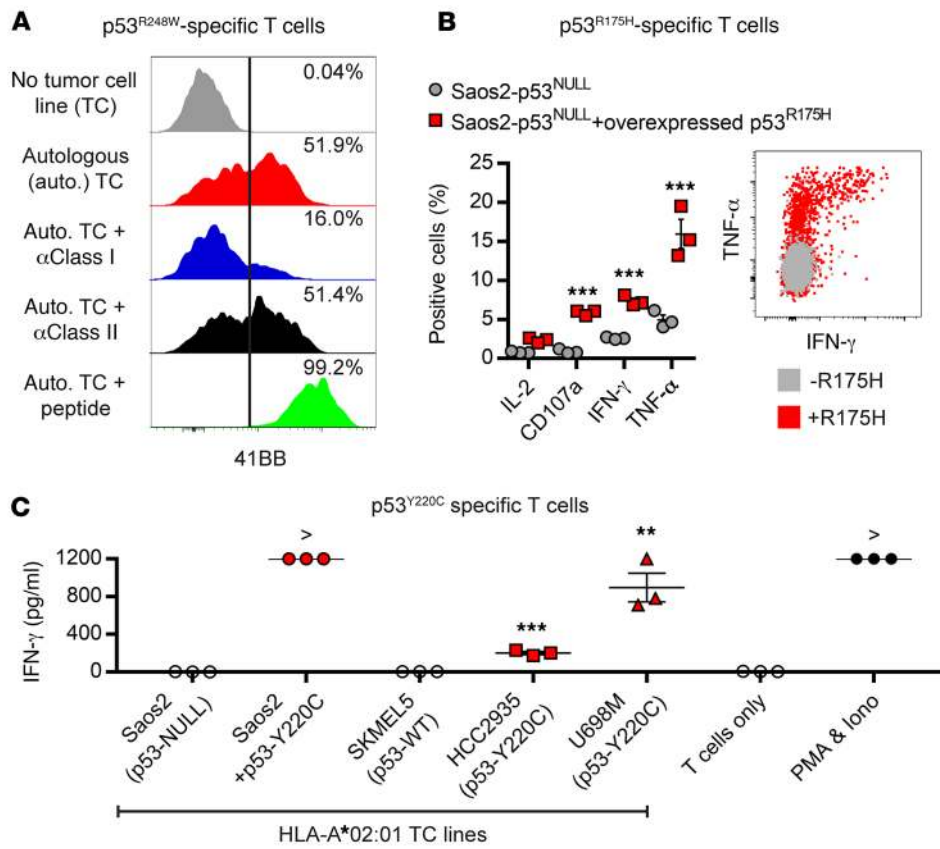 A
p53R248W-specific T cells
No tumor cell
line (TC)
0.04%
Autologous
(auto.) TC
51.9%
Auto. TC +
αClass I
16.0%
Auto. TC +
αClass II
51.4%
Auto. TC +
peptide
99.2%
41BB
B
p53R175H-specific T cells
Saos2-p53NULL
Saos2-p53NULL+overexpressed p53R175H
Positive cells (%)
25
20
15
10
5
0
***
***
***
IL-2
CD107a
IFN-γ
TNF-α
TNF-α
IFN-γ
-R175H
+R175H
C
p53Y220C specific T cells
IFN-γ (pg/ml)
1200
800
400
0
>
***
**
>
Saos2
(p53-NULL)
Saos2
+p53-Y220C
SKMEL5
(p53-WT)
HCC2935
(p53-Y220C)
U698M
(p53-Y220C)
T cells only
PMA & Iono
HLA-A*02:01 TC lines